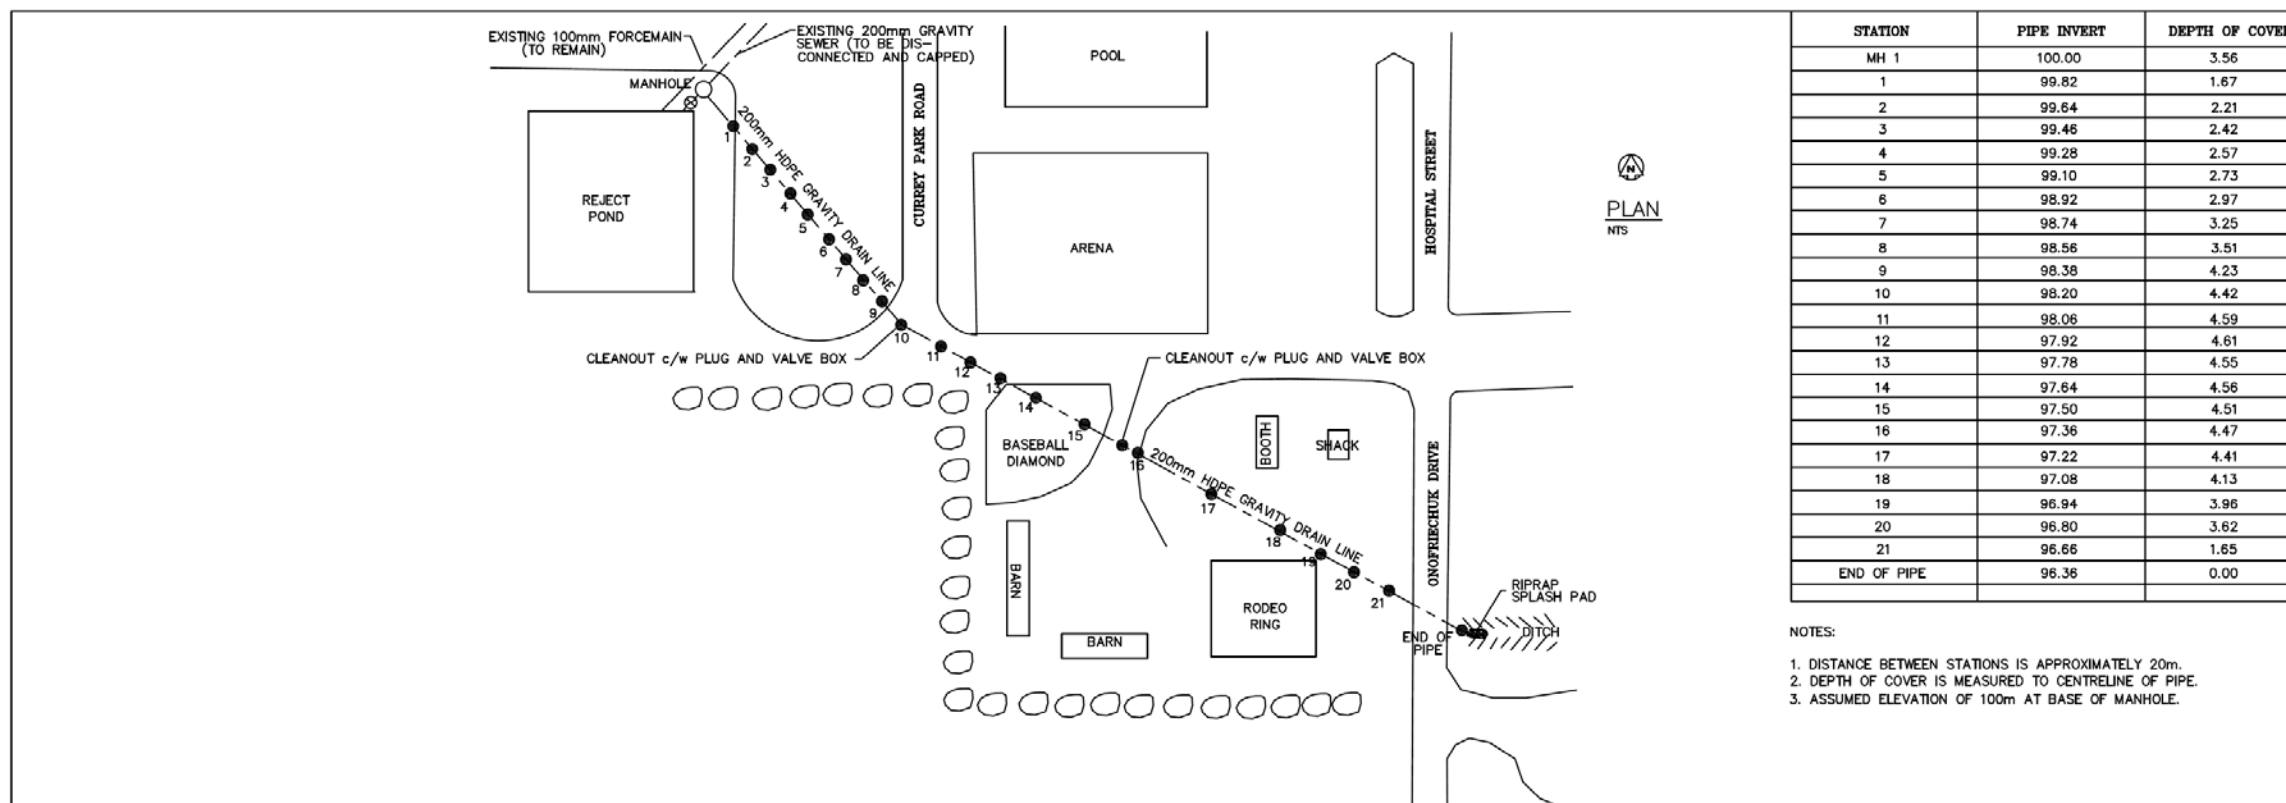 EXISTING 100mm FORCEMAIN
(TO REMAIN)
EXISTING 200mm GRAVITY
SEWER (TO BE DIS-
CONNECTED AND CAPPED)
MANHOLE
REJECT
POND
200mm HDPE GRAVITY DRAIN LINE
1
2
3
4
5
6
7
8
9
10
CURREY PARK ROAD
POOL
ARENA
HOSPITAL STREET
N
PLAN
NTS
CLEANOUT c/w PLUG AND VALVE BOX
11
12
13
14
15
CLEANOUT c/w PLUG AND VALVE BOX
16
BASEBALL
DIAMOND
BOOTH
SHACK
200mm HDPE GRAVITY DRAIN LINE
17
18
19
20
21
ONOFRIECHUK DRIVE
BARN
BARN
RODEO
RING
END OF
PIPE
RIPRAP
SPLASH PAD
DITCH
STATION PIPE INVERT DEPTH OF COVE
MH 1 100.00 3.56
1 99.82 1.67
2 99.64 2.21
3 99.46 2.42
4 99.28 2.57
5 99.10 2.73
6 98.92 2.97
7 98.74 3.25
8 98.56 3.51
9 98.38 4.23
10 98.20 4.42
11 98.06 4.59
12 97.92 4.61
13 97.78 4.55
14 97.64 4.56
15 97.50 4.51
16 97.36 4.47
17 97.22 4.41
18 97.08 4.13
19 96.94 3.96
20 96.80 3.62
21 96.66 1.65
END OF PIPE 96.36 0.00
NOTES:
1. DISTANCE BETWEEN STATIONS IS APPROXIMATELY 20m.
2. DEPTH OF COVER IS MEASURED TO CENTRELINE OF PIPE.
3. ASSUMED ELEVATION OF 100m AT BASE OF MANHOLE.